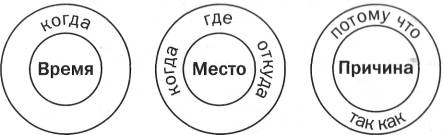 когда
Время
когда где откуда
Место
потому что
Причина
так как